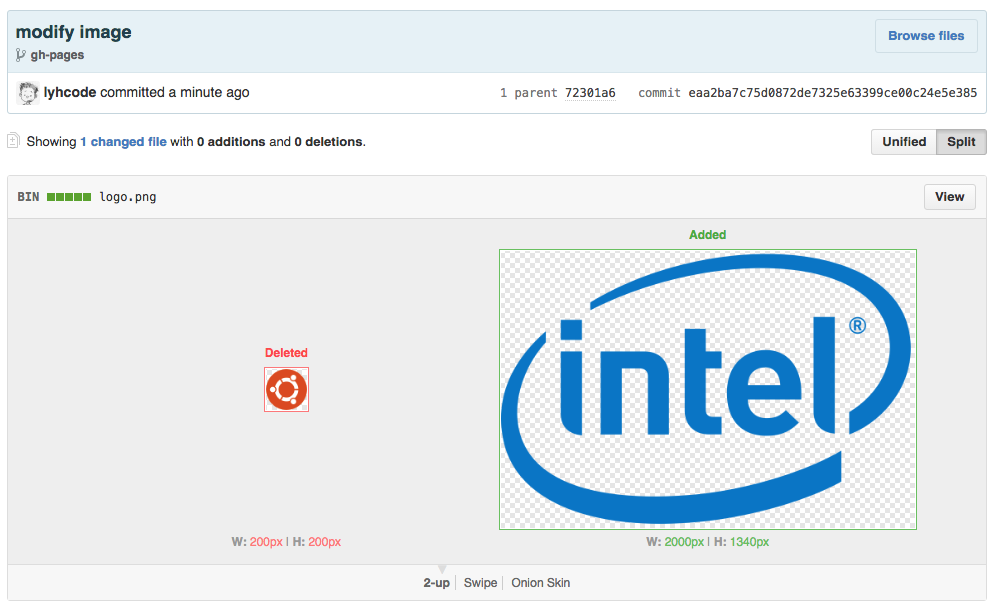 modify image
Browse files
gh-pages
lyhcode committed a minute ago
1 parent 72301a6 commit eaa2ba7c75d0872de7325e63399ce00c24e5e385
Showing 1 changed file with 0 additions and 0 deletions.
Unified Split
BIN logo.png
View
Added
intel®
Deleted
W: 200px | H: 200px
W: 2000px | H: 1340px
2-up Swipe Onion Skin